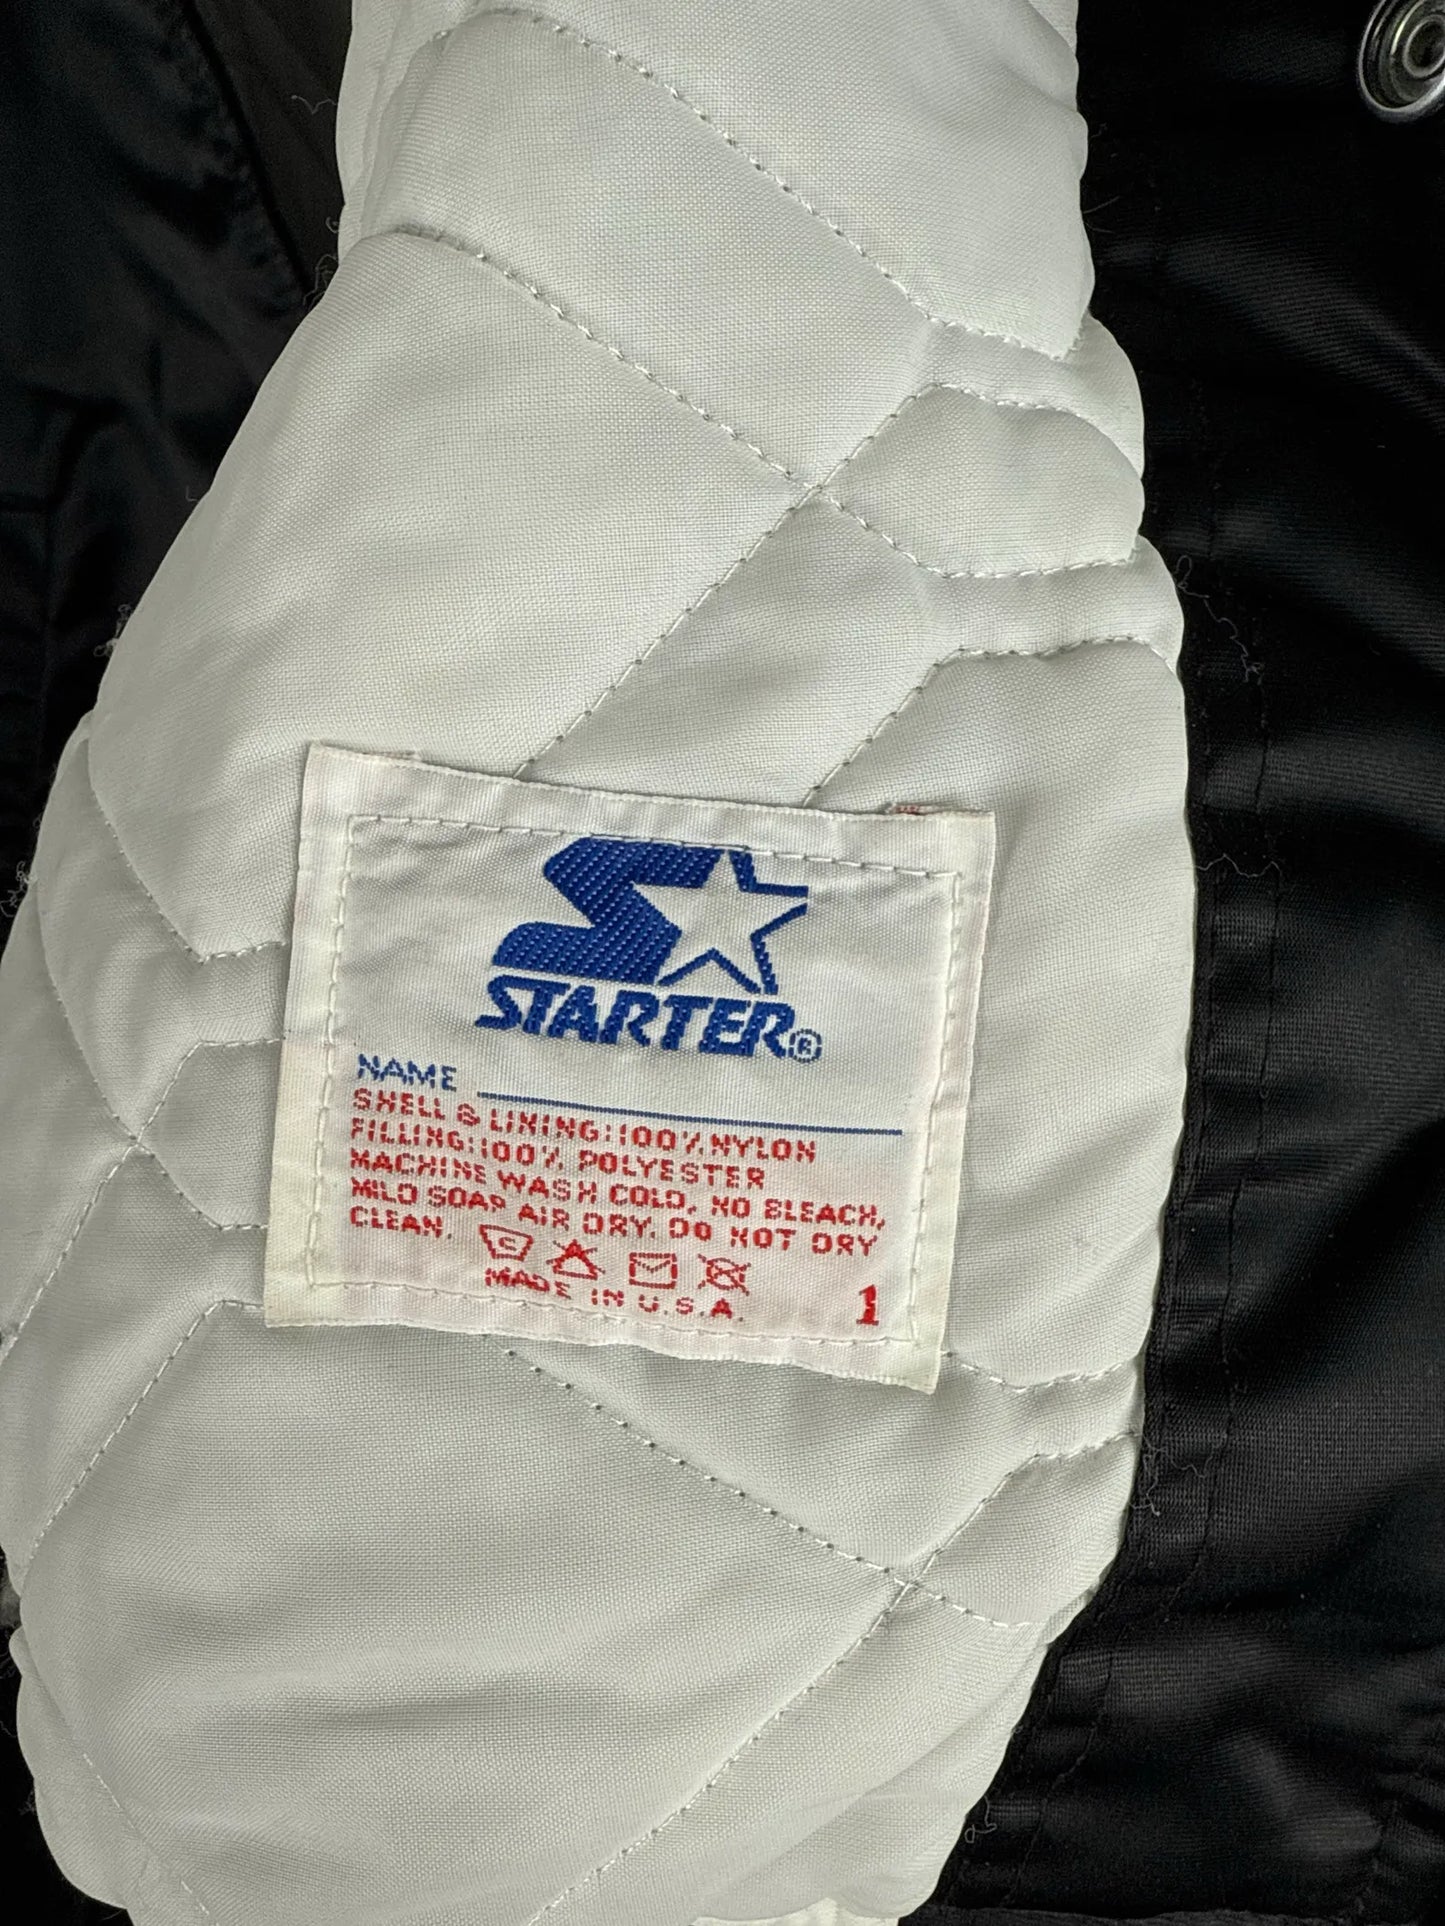 STARTER®
NAME
SHELL & LINING:100% NYLON
FILLING:100% POLYESTER
MACHINE WASH COLD, NO BLEACH,
MILD SOAP AIR DRY. DO NOT DRY
CLEAN.
MADE IN U.S.A.
1